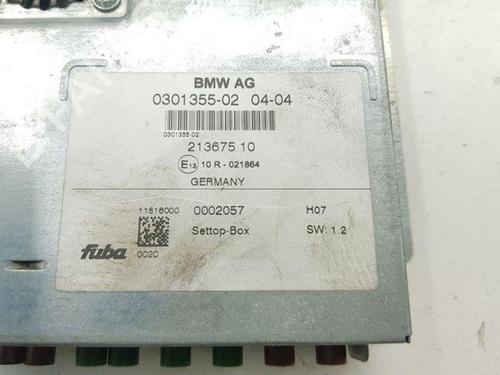 BMW AG
0301355-02 04-04
0301355-02
213675 10
E13 10 R - 021864
GERMANY
11816000 0002057 H07
Settop-Box SW: 1.2
fuba 0020